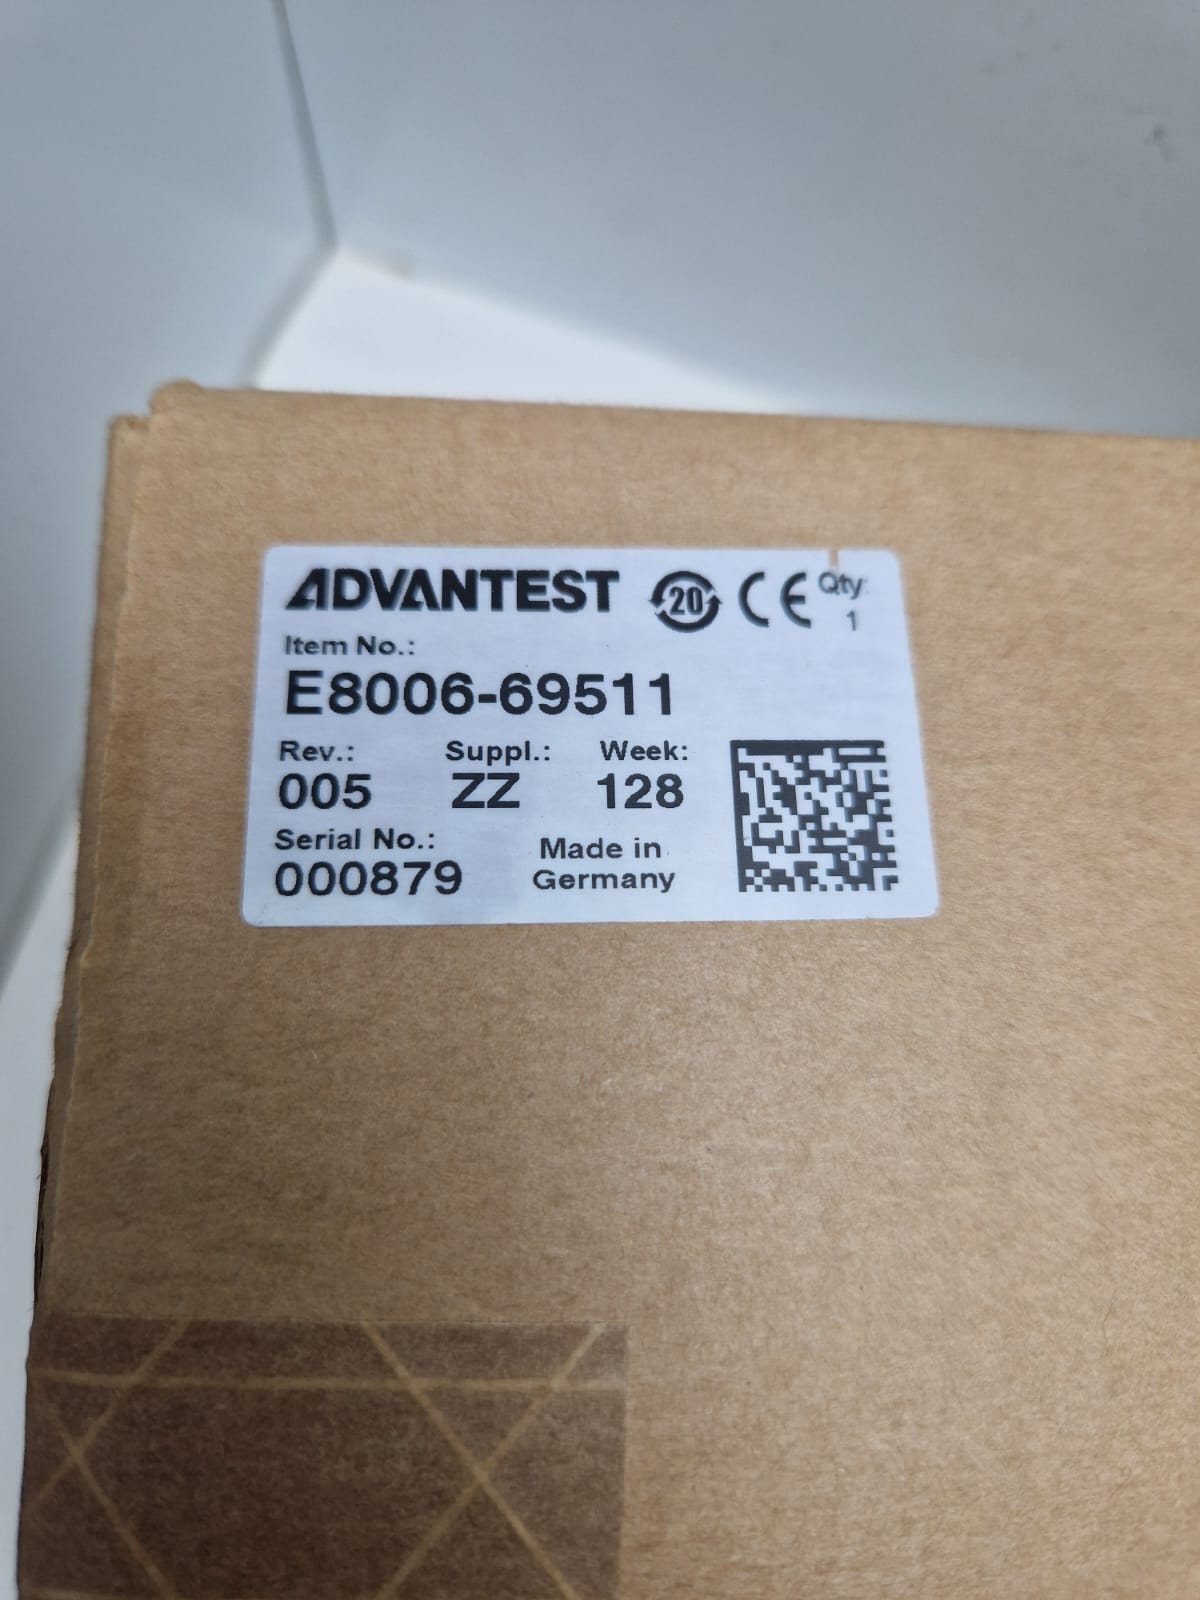 ADVANTEST 20 CE Qty:
1
Item No.:
E8006-69511
Rev.: Suppl.: Week:
005 ZZ 128
Serial No.:
000879
Made in
Germany